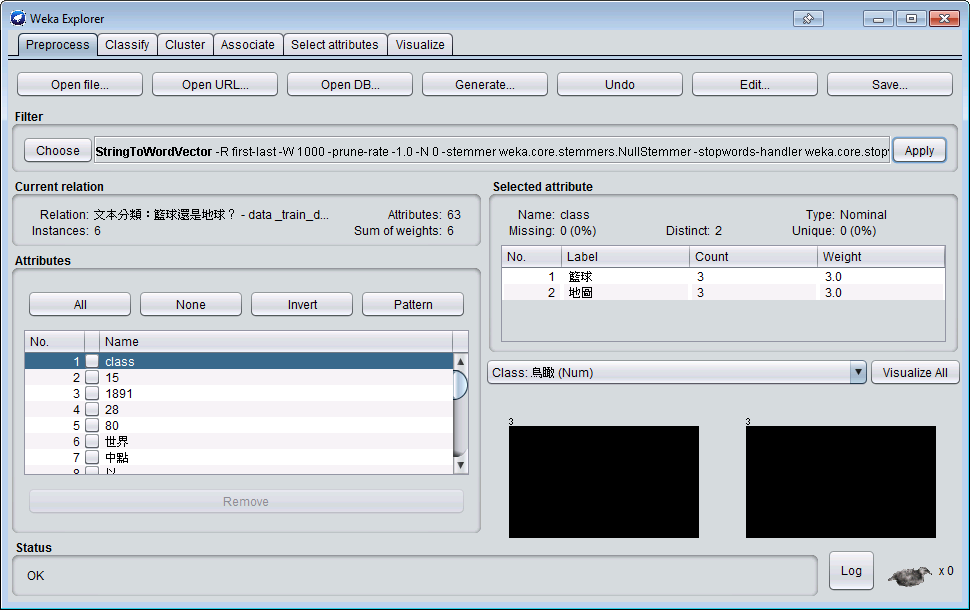 Weka Explorer
Preprocess Classify Cluster Associate Select attributes Visualize
Open file... Open URL... Open DB... Generate... Undo Edit... Save...
Filter
Choose StringToWordVector -R first-last -W 1000 -prune-rate -1.0 -N 0 -stemmer weka.core.stemmers.NullStemmer -stopwords-handler weka.core.stop Apply
Current relation
Relation: 文本分類：籃球還是地球？ - data _train_d... Attributes: 63
Instances: 6 Sum of weights: 6
Attributes
All None Invert Pattern
No. Name
1 class
2 15
3 1891
4 28
5 80
6 世界
7 中點
8 以
Remove
Selected attribute
Name: class Type: Nominal
Missing: 0 (0%) Distinct: 2 Unique: 0 (0%)
No. Label Count Weight
1 籃球 3 3.0
2 地圖 3 3.0
Class: 鳥瞰 (Num) Visualize All
3 3
Status
OK
Log x 0